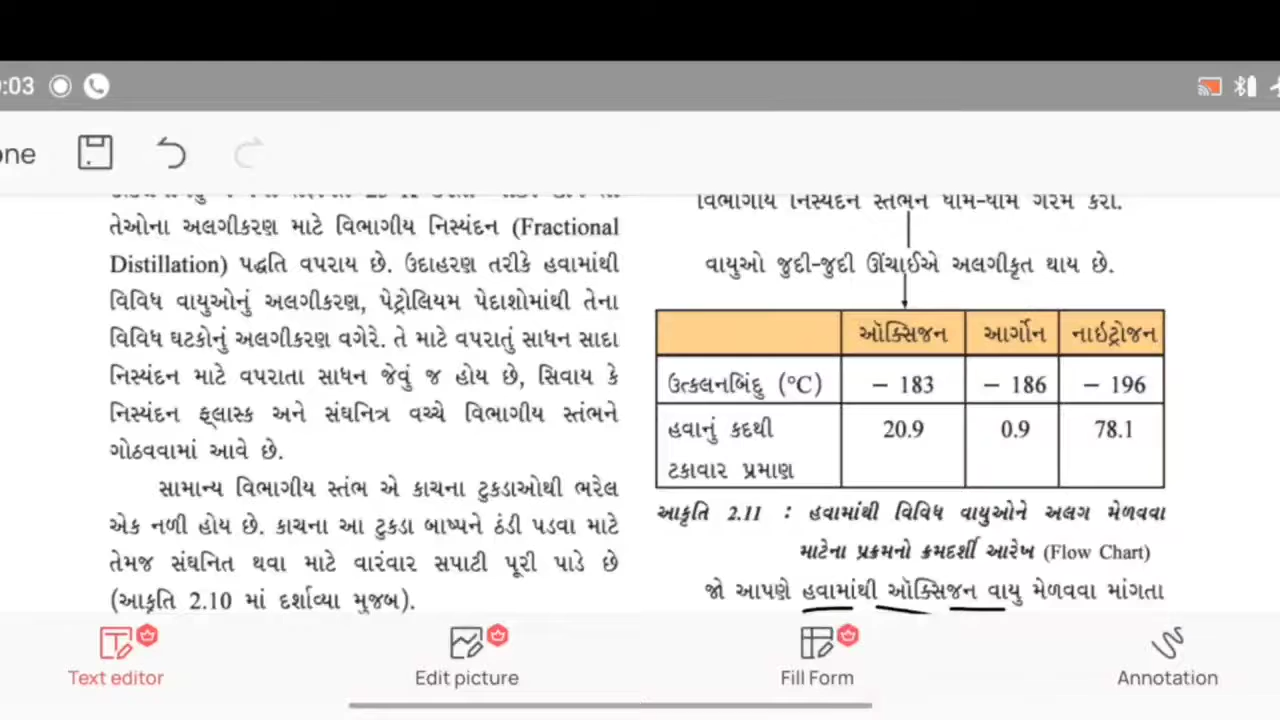 :03
one
તેઓના અલગીકરણ માટે વિભાગીય નિસ્યંદન (Fractional
Distillation) પદ્ધતિ વપરાય છે. ઉદાહરણ તરીકે હવામાંથી
વિવિધ વાયુઓનું અલગીકરણ, પેટ્રોલિયમ પેદાશોમાંથી તેના
વિવિધ ઘટકોનું અલગીકરણ વગેરે. તે માટે વપરાતું સાધન સાદા
નિસ્યંદન માટે વપરાતા સાધન જેવું જ હોય છે, સિવાય કે
નિસ્યંદન ફ્લાસ્ક અને સંઘનિત્ર વચ્ચે વિભાગીય સ્તંભને
ગોઠવવામાં આવે છે.
સામાન્ય વિભાગીય સ્તંભ એ કાચના ટુકડાઓથી ભરેલ
એક નળી હોય છે. કાચના આ ટુકડા બાષ્પને ઠંડી પડવા માટે
તેમજ સંઘનિત થવા માટે વારંવાર સપાટી પૂરી પાડે છે
(આકૃતિ 2.10 માં દર્શાવ્યા મુજબ).
વિભાગીય નિસ્યંદન સ્તંભને ધીમે-ધીમે ગરમ કરો.
વાયુઓ જુદી-જુદી ઊંચાઈએ અલગીકૃત થાય છે.
ઑક્સિજન આર્ગોન નાઇટ્રોજન
ઉત્કલનબિંદુ (°C) – 183 – 186 – 196
હવાનું કદથી 20.9 0.9 78.1
ટકાવાર પ્રમાણ
આકૃતિ 2.11 : હવામાંથી વિવિધ વાયુઓને અલગ મેળવવા
માટેના પ્રક્રમનો ક્રમદર્શી આરેખ (Flow Chart)
જો આપણે હવામાંથી ઑક્સિજન વાયુ મેળવવા માંગતા
Text editor
Edit picture
Fill Form
Annotation